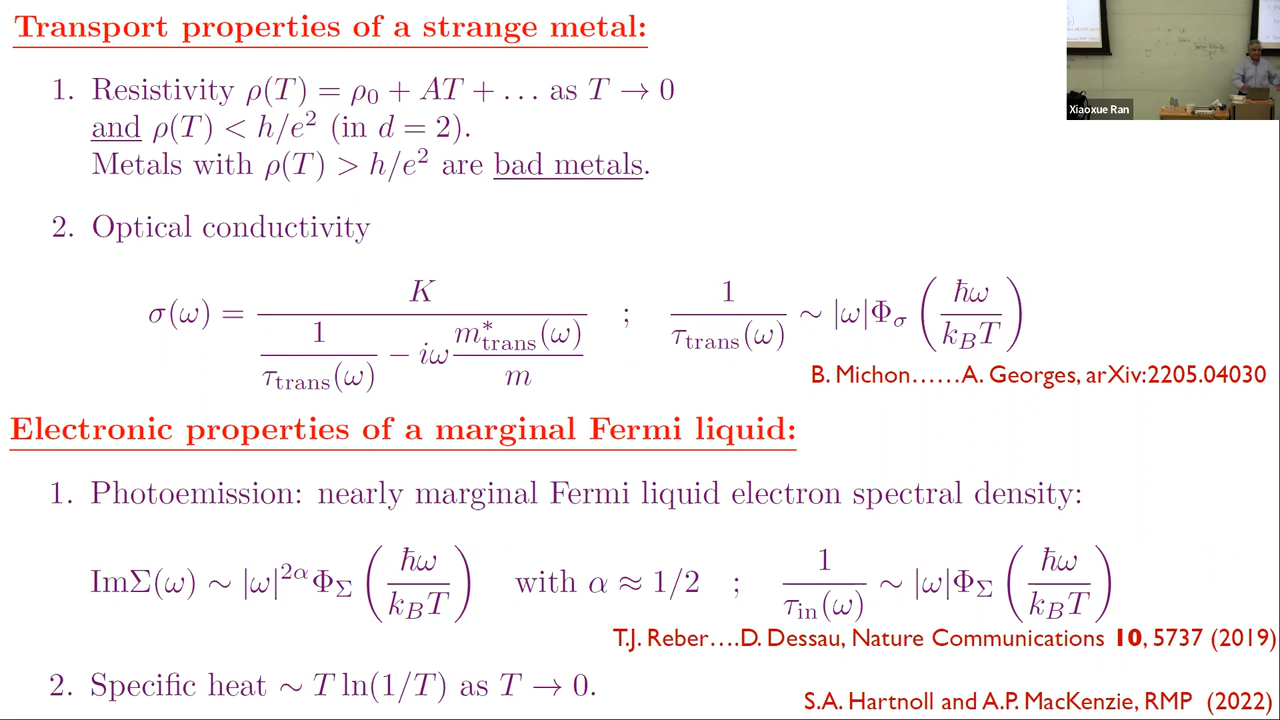 Transport properties of a strange metal:
1. Resistivity ρ(T) = ρ₀ + AT + … as T → 0
and ρ(T) < h/e² (in d = 2).
Metals with ρ(T) > h/e² are bad metals.
2. Optical conductivity
σ(ω) = K / (1/τ_trans(ω) − iω m*_trans(ω)/m) ; 1/τ_trans(ω) ∼ |ω|Φ_σ (ħω/k_BT)
B. Michon……A. Georges, arXiv:2205.04030
Electronic properties of a marginal Fermi liquid:
1. Photoemission: nearly marginal Fermi liquid electron spectral density:
ImΣ(ω) ∼ |ω|^2α Φ_Σ (ħω/k_BT) with α ≈ 1/2 ; 1/τ_in(ω) ∼ |ω|Φ_Σ (ħω/k_BT)
T.J. Reber….D. Dessau, Nature Communications 10, 5737 (2019)
2. Specific heat ∼ T ln(1/T) as T → 0.
S.A. Hartnoll and A.P. MacKenzie, RMP (2022)
Xiaoxue Ran